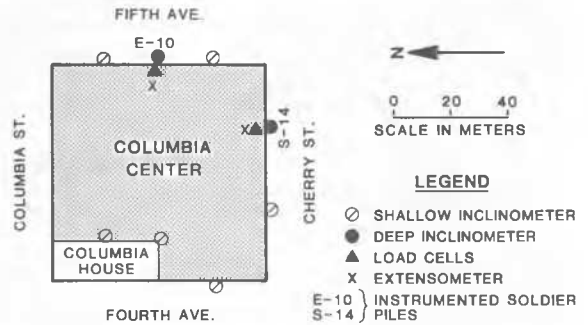 FIFTH AVE.
E-10
COLUMBIA ST.
COLUMBIA
CENTER
S-14
CHERRY ST.
COLUMBIA
HOUSE
FOURTH AVE.
N
0 20 40
SCALE IN METERS
LEGEND
SHALLOW INCLINOMETER
DEEP INCLINOMETER
LOAD CELLS
X EXTENSOMETER
E-10 } INSTRUMENTED SOLDIER
S-14 } PILES